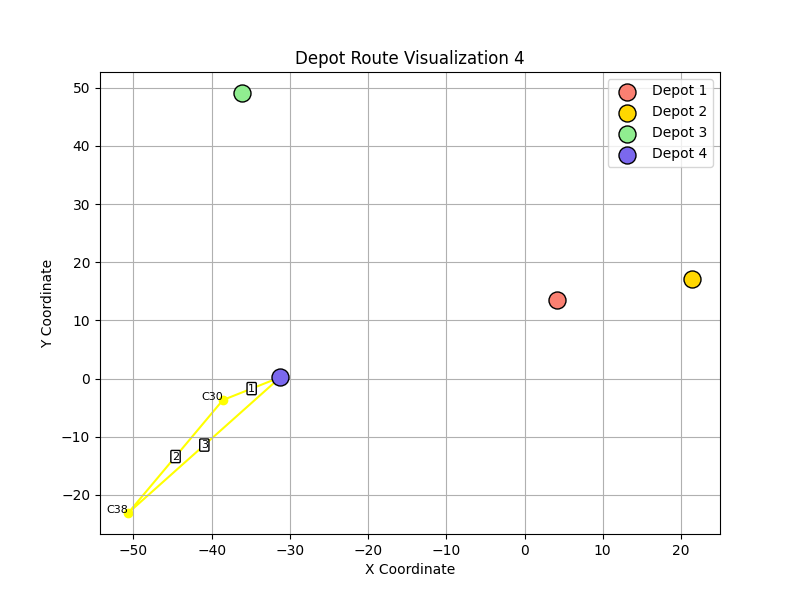 Depot Route Visualization 4
Depot 1
Depot 2
Depot 3
Depot 4
Y Coordinate
50
40
30
20
10
0
−10
−20
C30
C38
1
2
3
−50
−40
−30
−20
−10
0
10
20
X Coordinate